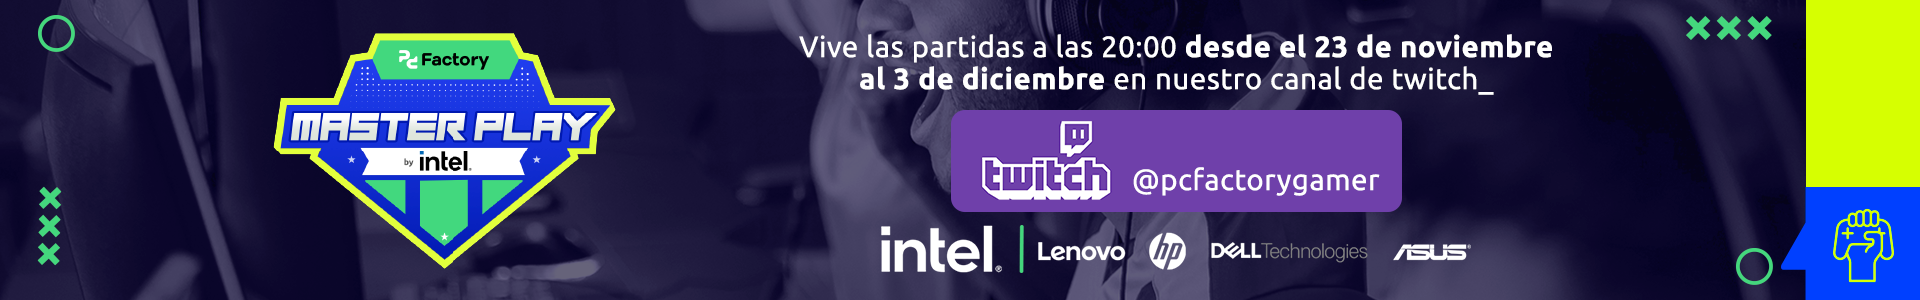 pc Factory
MASTER PLAY
by intel.
Vive las partidas a las 20:00 desde el 23 de noviembre
al 3 de diciembre en nuestro canal de twitch_
twitch @pcfactorygamer
intel. Lenovo hp DELL Technologies ASUS